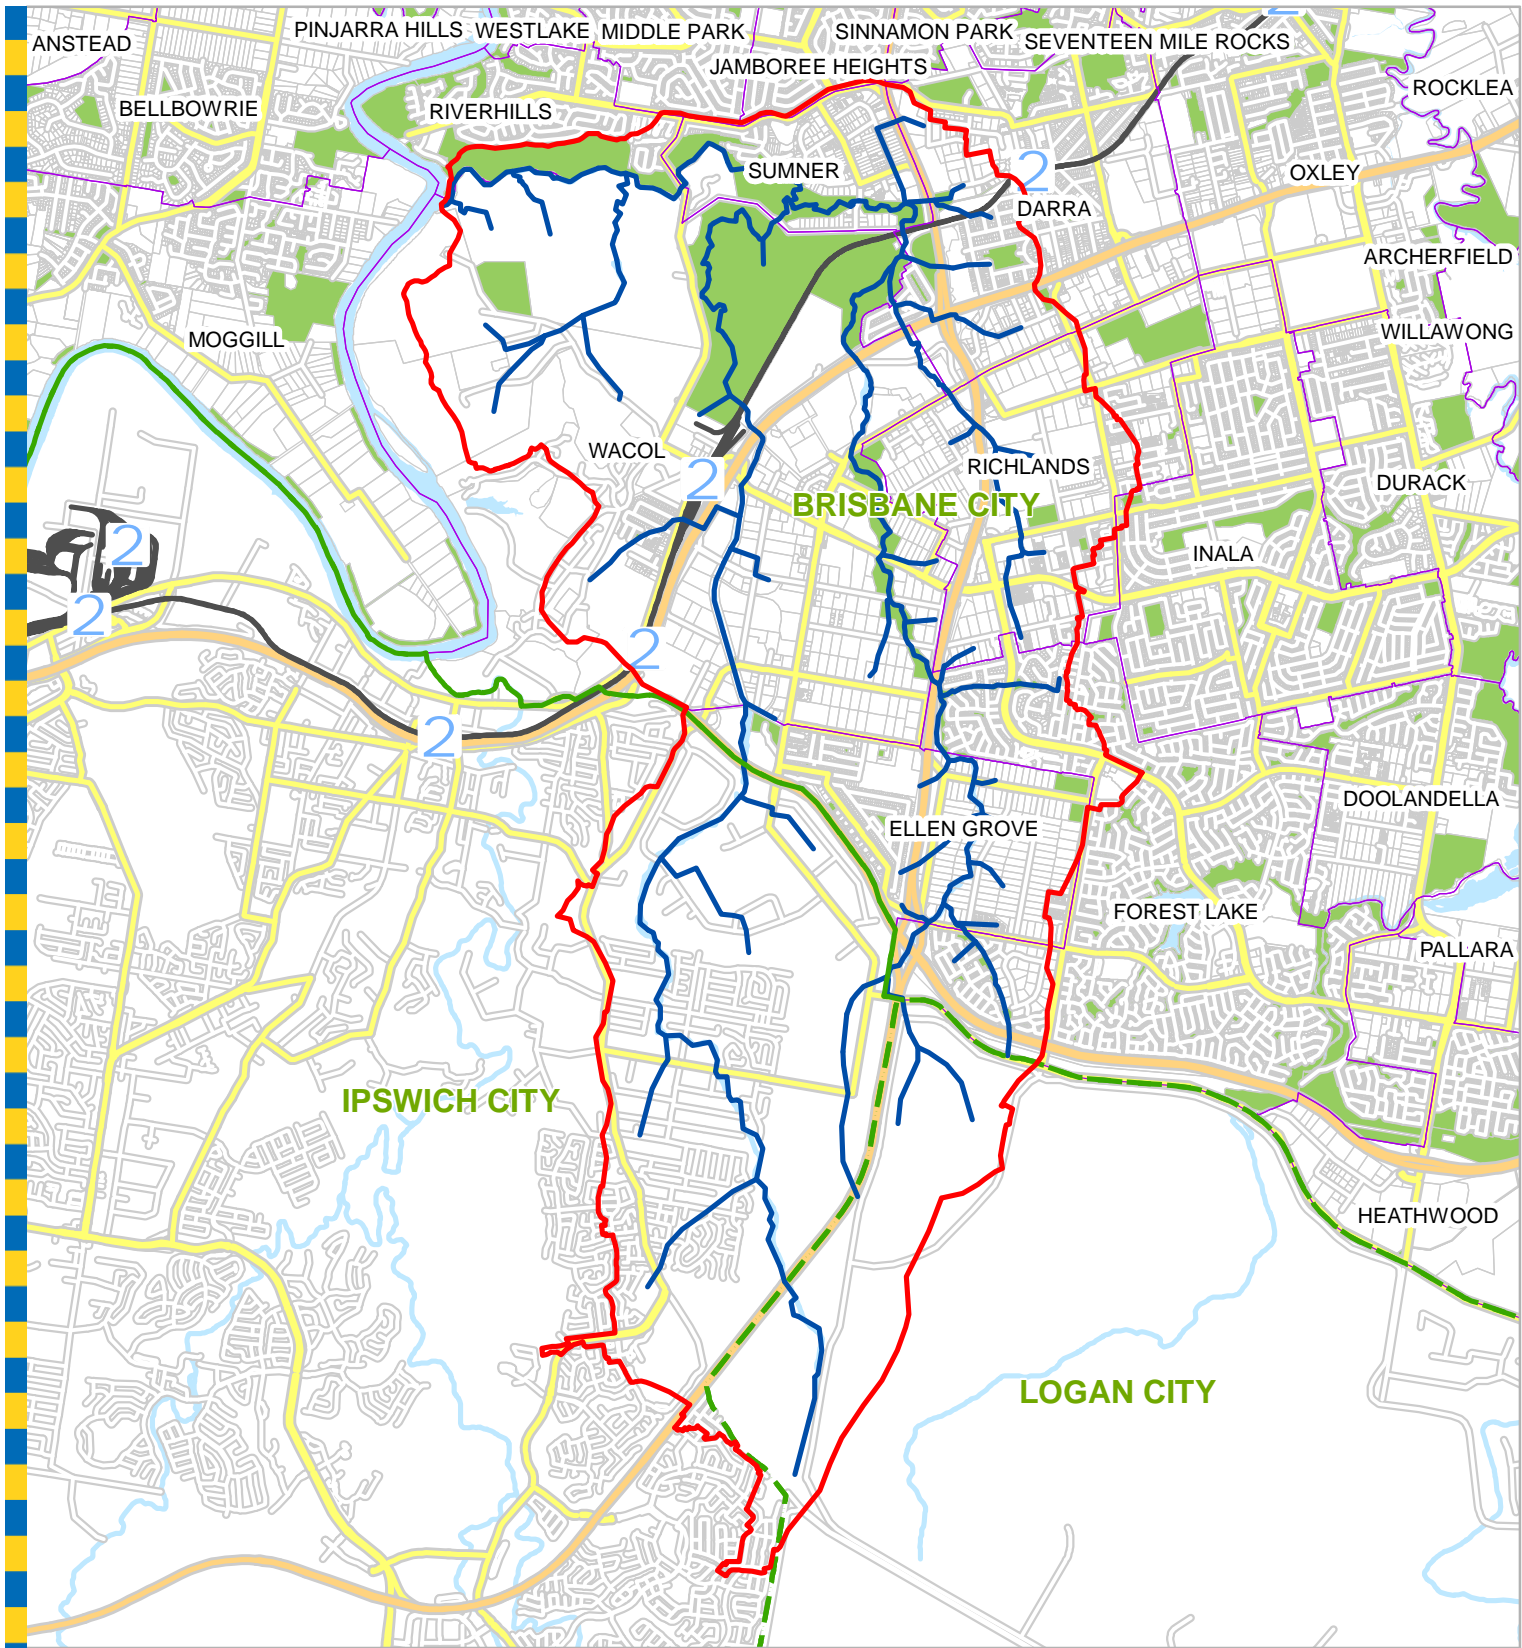 2
PINJARRA HILLS
WESTLAKE
MIDDLE PARK
SINNAMON PARK
SEVENTEEN MILE ROCKS
ANSTEAD
JAMBOREE HEIGHTS
ROCKLEA
BELLBOWRIE
RIVERHILLS
SUMNER
2
OXLEY
DARRA
ARCHERFIELD
MOGGILL
WILLAWONG
WACOL
RICHLANDS
2
DURACK
BRISBANE CITY
2
INALA
2
2
2
DOOLANDELLA
ELLEN GROVE
FOREST LAKE
PALLARA
IPSWICH CITY
HEATHWOOD
LOGAN CITY